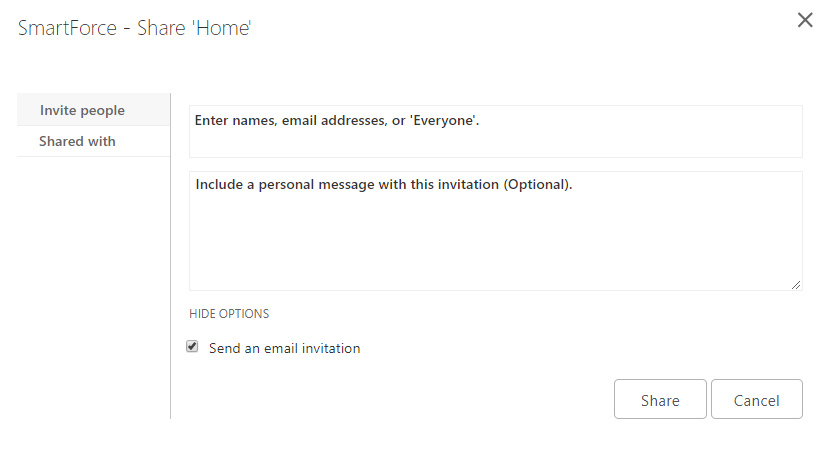 SmartForce - Share 'Home'
Invite people
Shared with
Enter names, email addresses, or 'Everyone'.
Include a personal message with this invitation (Optional).
HIDE OPTIONS
Send an email invitation
Share
Cancel